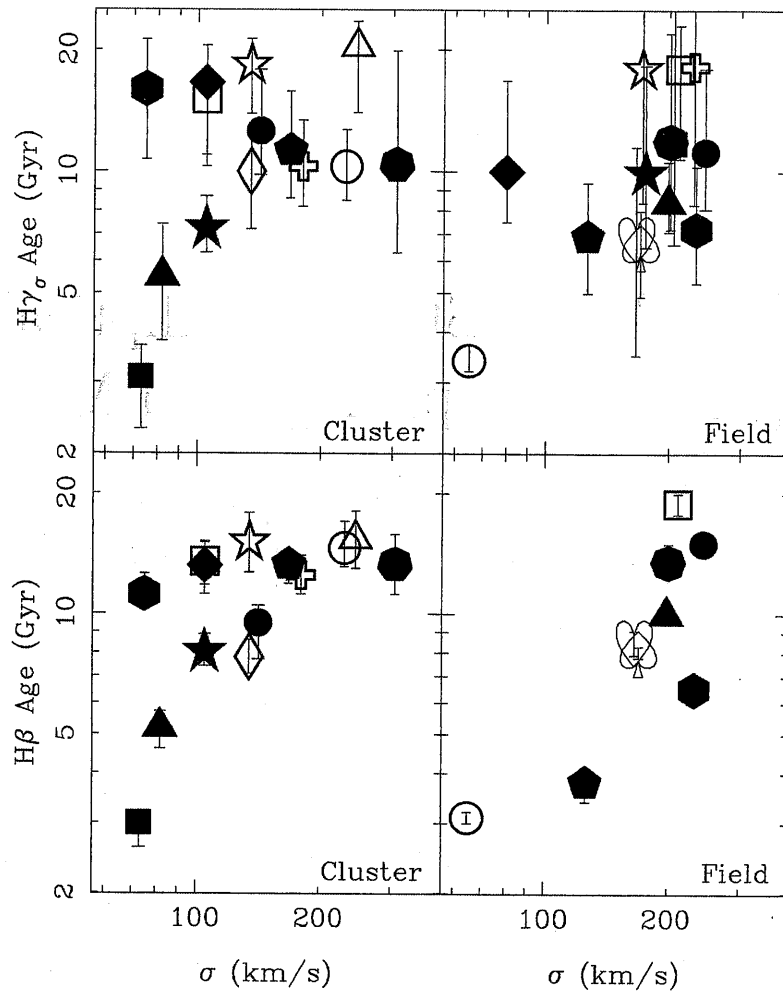 20
10
5
2
Hγσ Age (Gyr)
Cluster
Field
20
10
5
2
Hβ Age (Gyr)
Cluster
Field
100 200 100 200
σ (km/s) σ (km/s)